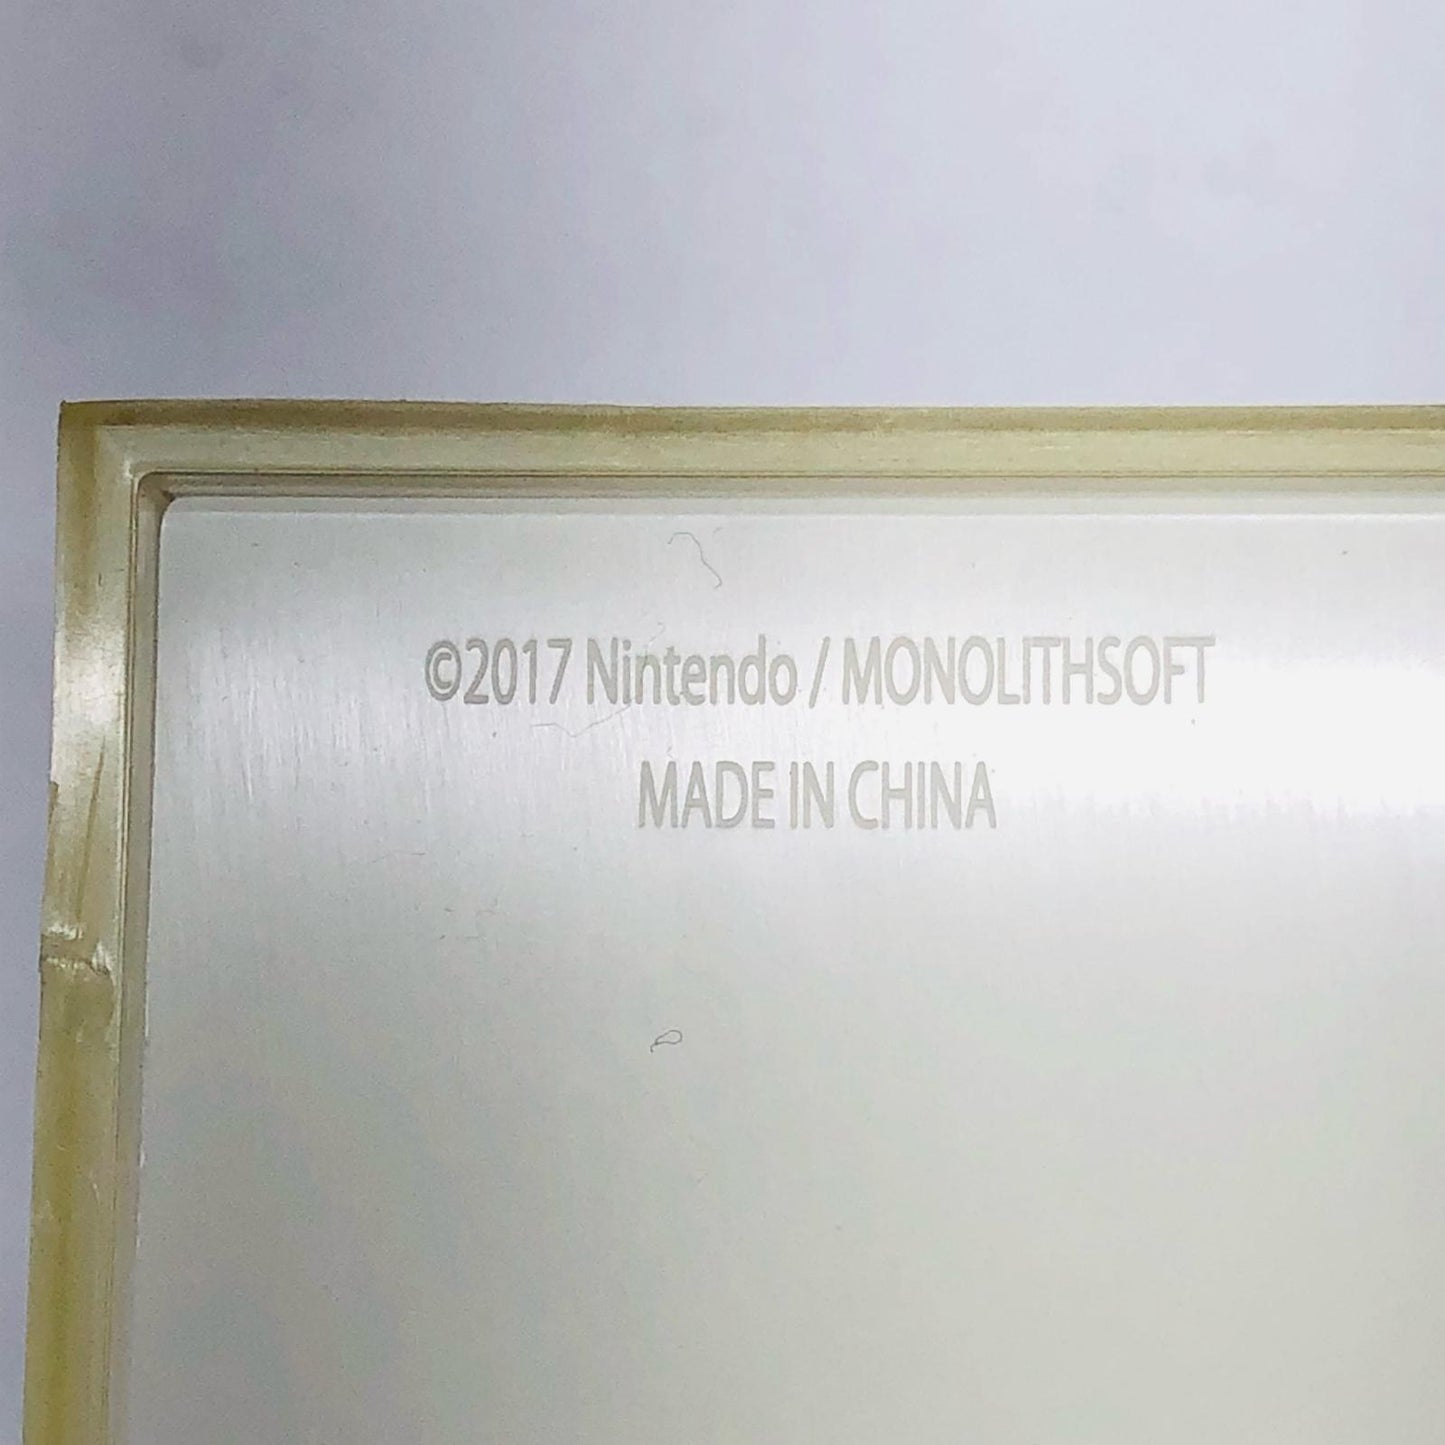 ©2017 Nintendo / MONOLITHSOFT
MADE IN CHINA